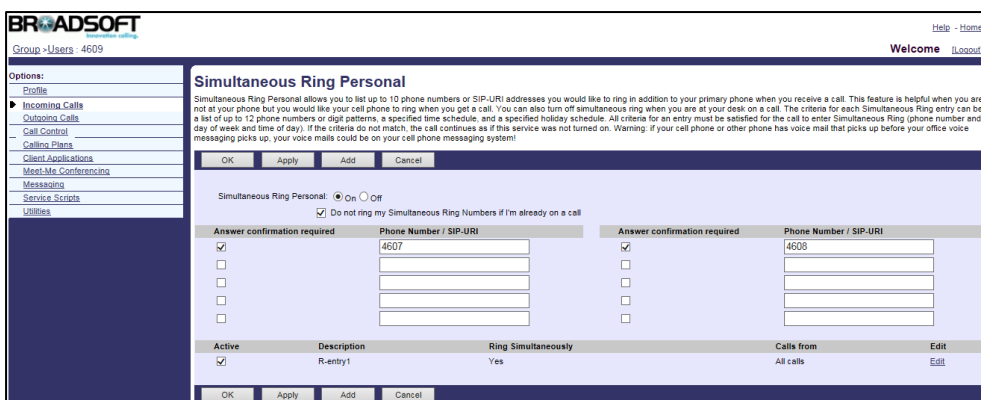 BROADSOFT
Innovation calling.
Help - Home
Group >Users : 4609
Welcome [Logout
Options:
Profile
Incoming Calls
Outgoing Calls
Call Control
Calling Plans
Client Applications
Meet-Me Conferencing
Messaging
Service Scripts
Utilities
Simultaneous Ring Personal
Simultaneous Ring Personal allows you to list up to 10 phone numbers or SIP-URI addresses you would like to ring in addition to your primary phone when you receive a call. This feature is helpful when you are
not at your phone but you would like your cell phone to ring when you get a call. You can also turn off simultaneous ring when you are at your desk on a call. The criteria for each Simultaneous Ring entry can be
a list of up to 12 phone numbers or digit patterns, a specified time schedule, and a specified holiday schedule. All criteria for an entry must be satisfied for the call to enter Simultaneous Ring (phone number and
day of week and time of day). If the criteria do not match, the call continues as if this service was not turned on. Warning: if your cell phone or other phone has voice mail that picks up before your office voice
messaging picks up, your voice mails could be on your cell phone messaging system!
OK Apply Add Cancel
Simultaneous Ring Personal: On Off
Do not ring my Simultaneous Ring Numbers if I'm already on a call
Answer confirmation required Phone Number / SIP-URI Answer confirmation required Phone Number / SIP-URI
4607 4608
Active Description Ring Simultaneously Calls from Edit
R-entry1 Yes All calls Edit
OK Apply Add Cancel